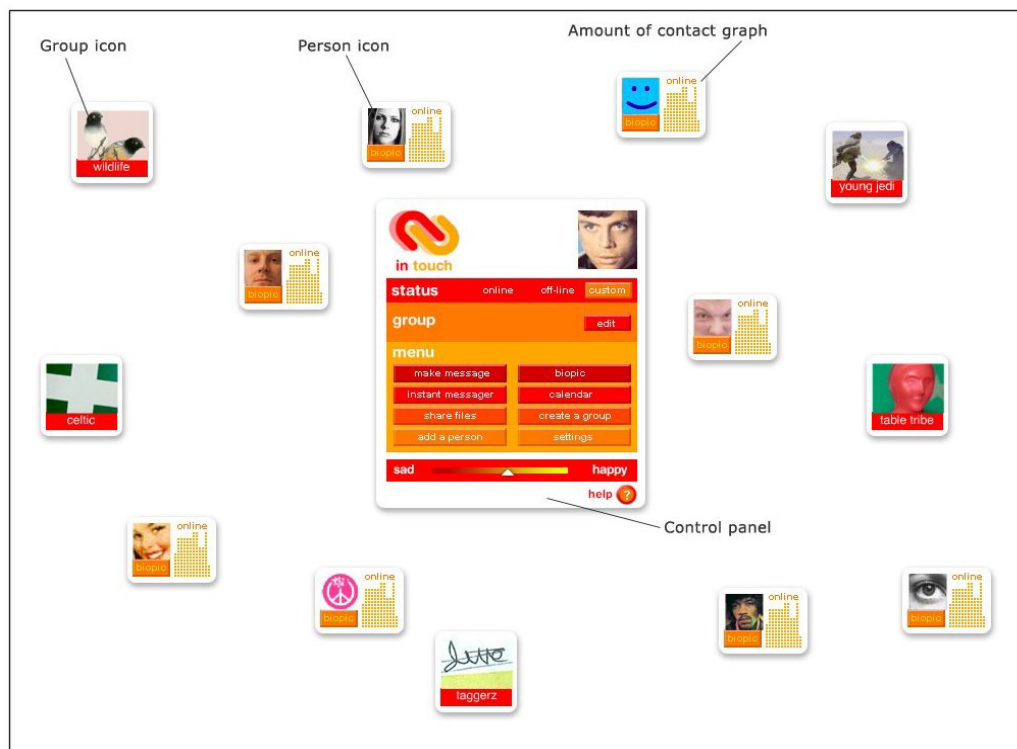 Group icon
Person icon
Amount of contact graph
wildlife
online
biopic
online
biopic
young jedi
in touch
online
biopic
status online off-line custom
group edit
menu
make message biopic
instant messager calendar
share files create a group
add a person settings
sad happy
help ?
online
biopic
celtic
table tribe
Control panel
online
biopic
online
biopic
online
biopic
online
biopic
taggerz